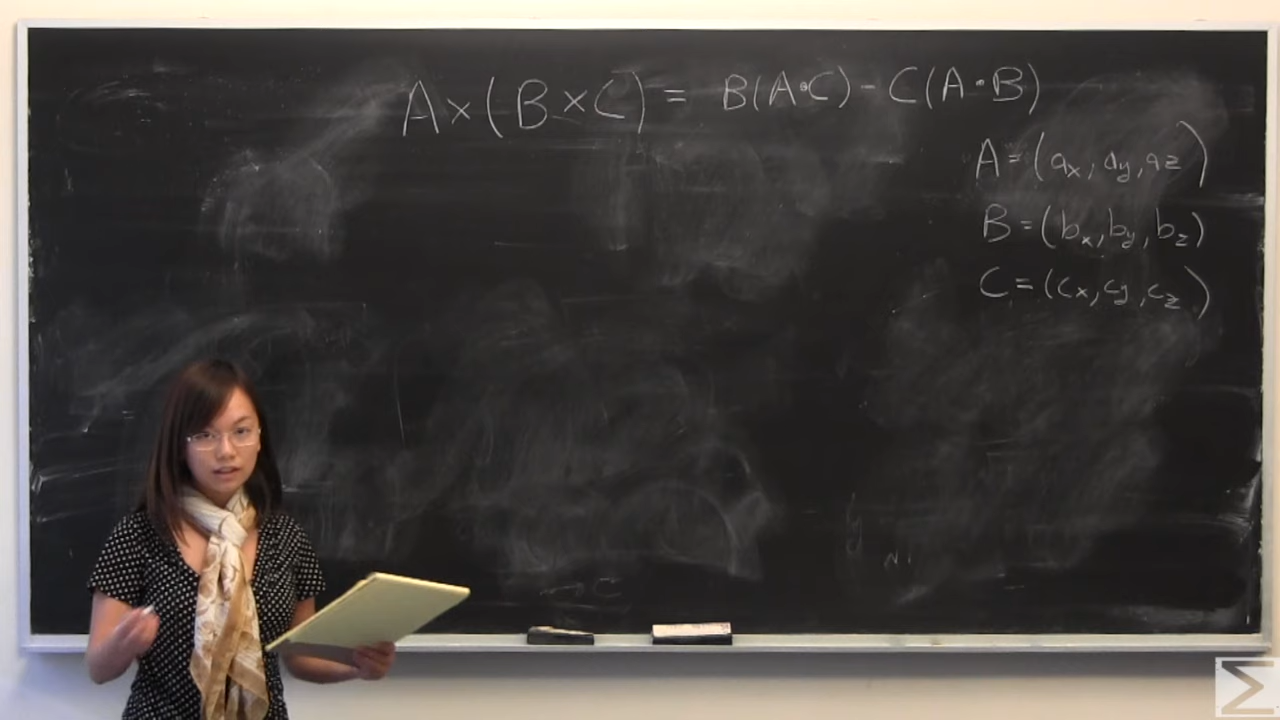 A×(B×C) = B(A•C) - C(A•B)
A=(ax, ay, az)
B=(bx, by, bz)
C=(cx, cy, cz)
Σ